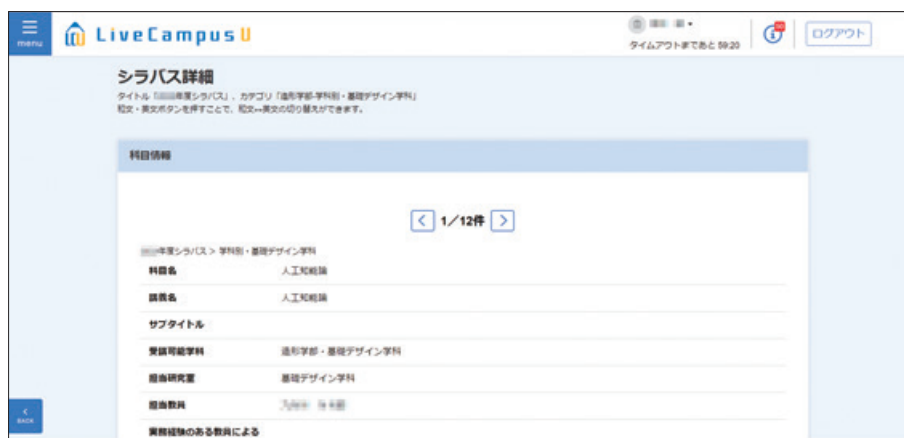 menu
LiveCampusU
タイムアウトまであと 59:20
ログアウト
シラバス詳細
タイトル「年度シラバス」、カテゴリ「造形学部-学科別・基礎デザイン学科」
和文・英文ボタンを押すことで、和文⇔英文の切り替えができます。
科目情報
< 1/12件 >
年度シラバス > 学科別・基礎デザイン学科
科目名 人工知能論
講義名 人工知能論
サブタイトル
受講可能学科 造形学部・基礎デザイン学科
担当研究室 基礎デザイン学科
担当教員
実務経験のある教員による
BACK